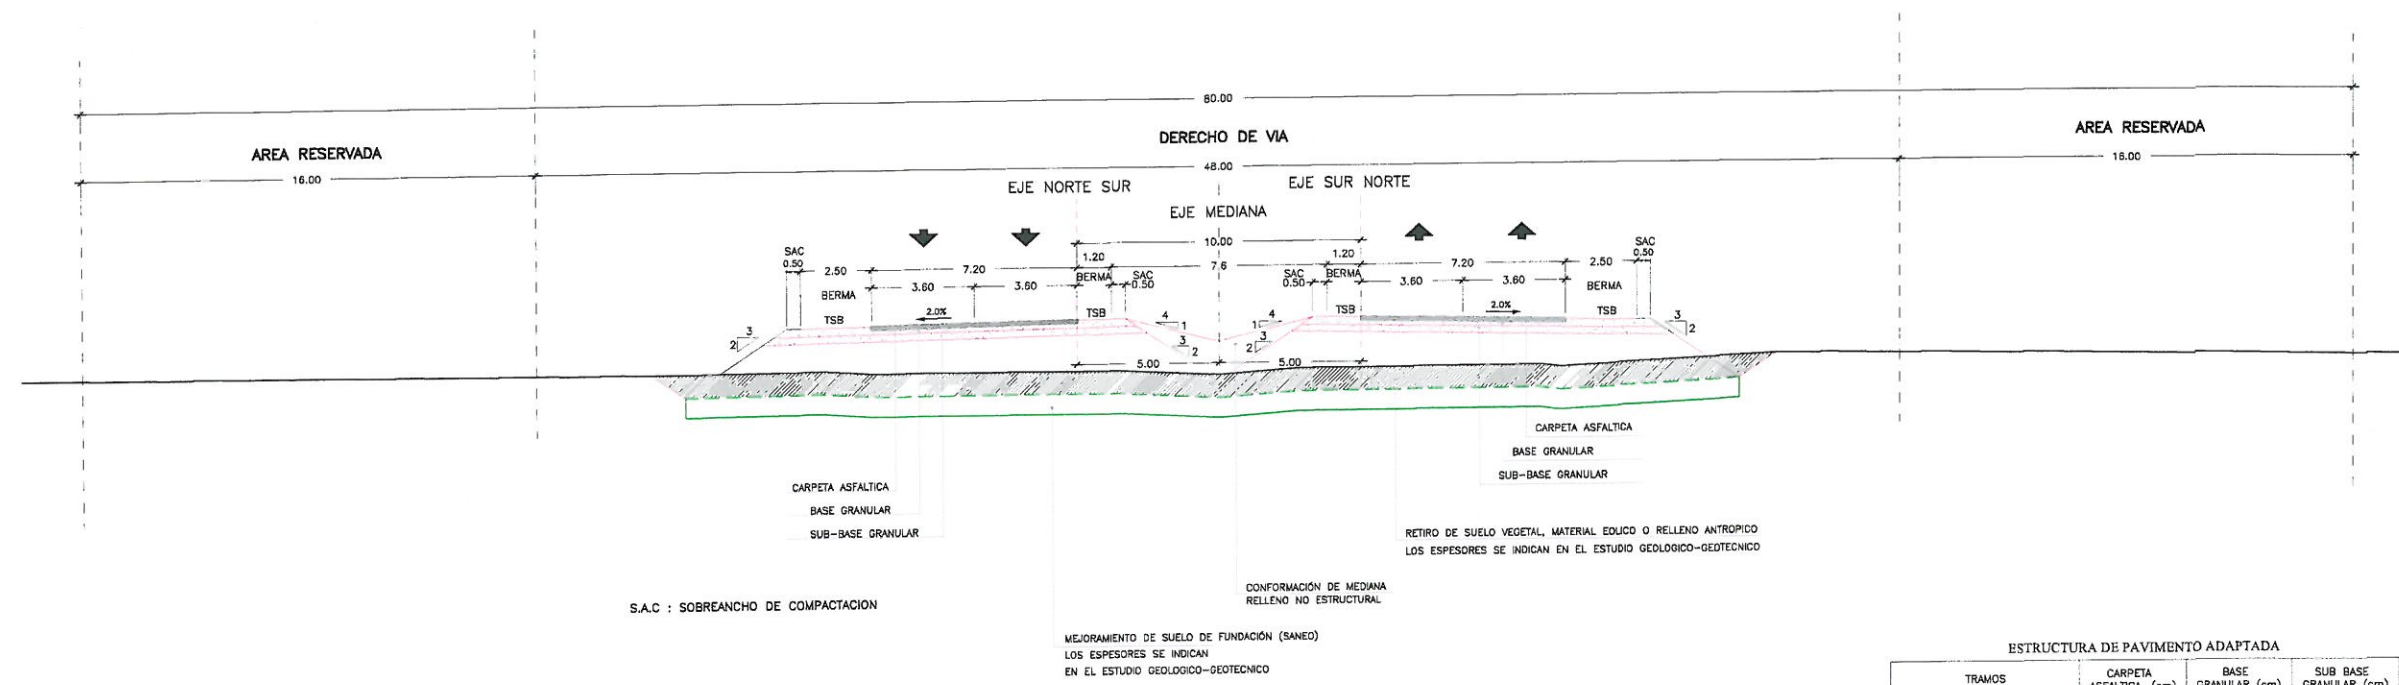 80.00
DERECHO DE VIA
AREA RESERVADA
AREA RESERVADA
16.00
48.00
16.00
EJE NORTE SUR
EJE SUR NORTE
EJE MEDIANA
10.00
SAC
0.50
2.50
7.20
1.20
7.6
1.20
7.20
2.50
SAC
0.50
BERMA
3.60
3.60
BERMA
SAC
0.50
SAC
0.50
BERMA
3.60
3.60
BERMA
TSB
2.0%
TSB
4
1
4
1
TSB
2.0%
TSB
3
2
3
2
3
2
3
2
5.00
5.00
CARPETA ASFALTICA
BASE GRANULAR
SUB-BASE GRANULAR
CARPETA ASFALTICA
BASE GRANULAR
SUB-BASE GRANULAR
RETIRO DE SUELO VEGETAL, MATERIAL EOLICO O RELLENO ANTROPICO
LOS ESPESORES SE INDICAN EN EL ESTUDIO GEOLOGICO-GEOTECNICO
CONFORMACIÓN DE MEDIANA
RELLENO NO ESTRUCTURAL
S.A.C : SOBREANCHO DE COMPACTACION
MEJORAMIENTO DE SUELO DE FUNDACIÓN (SANEO)
LOS ESPESORES SE INDICAN
EN EL ESTUDIO GEOLOGICO-GEOTECNICO
ESTRUCTURA DE PAVIMENTO ADAPTADA
TRAMOS
CARPETA
ASFALTICA (cm)
BASE
GRANULAR (cm)
SUB BASE
GRANULAR (cm)